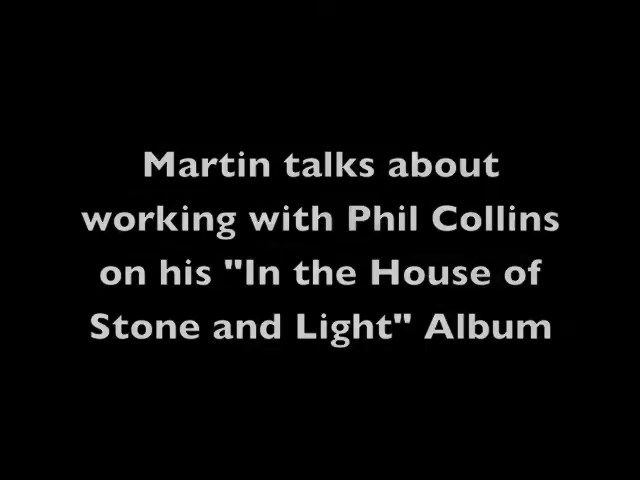 Martin talks about
working with Phil Collins
on his "In the House of
Stone and Light" Album